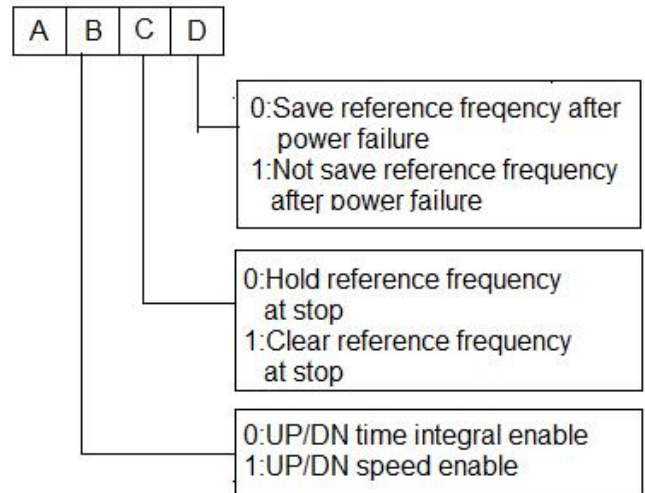 A B C D
0:Save reference freqency after
power failure
1:Not save reference frequency
after power failure
0:Hold reference frequency
at stop
1:Clear reference frequency
at stop
0:UP/DN time integral enable
1:UP/DN speed enable